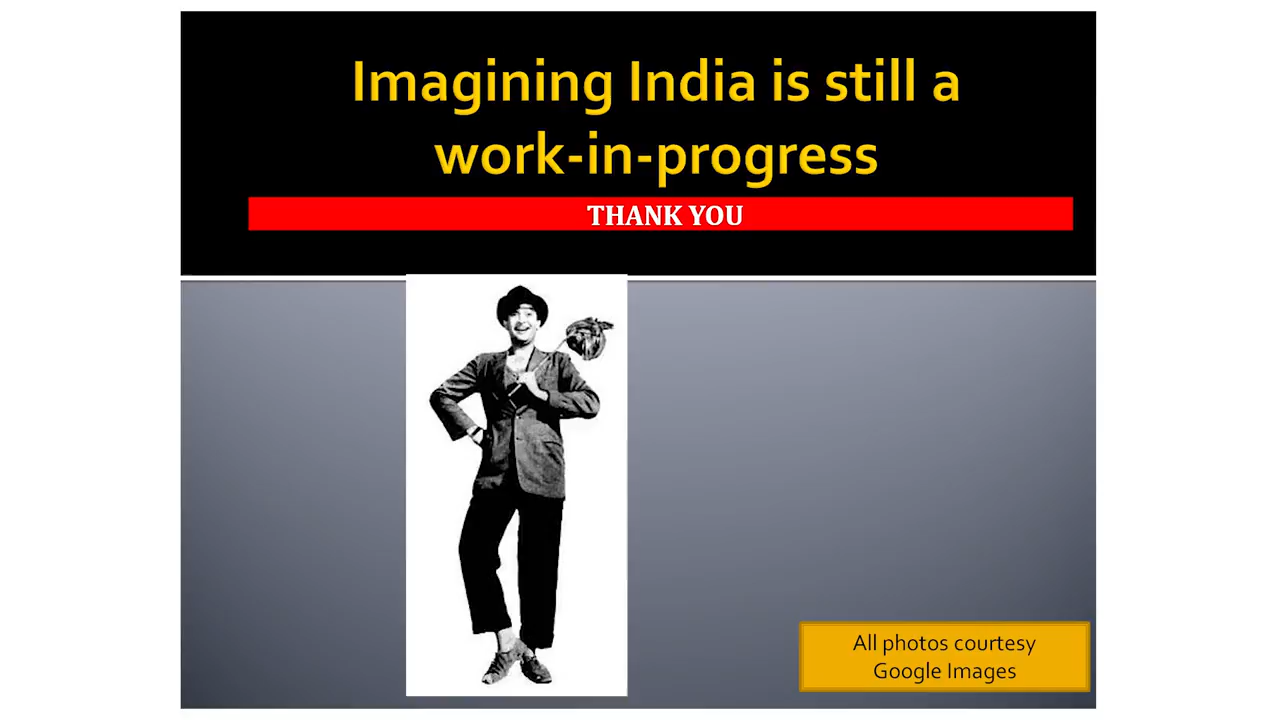 Imagining India is still a
work-in-progress
THANK YOU
All photos courtesy
Google Images